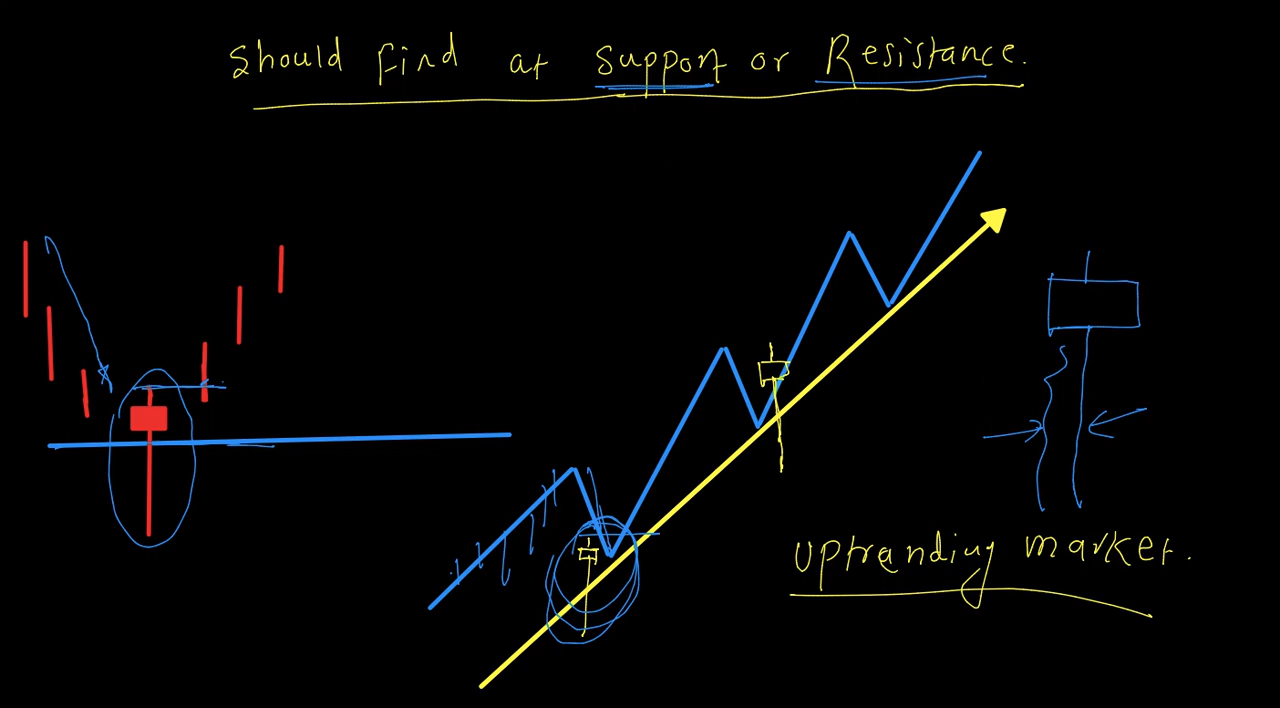 Should find at Support or Resistance.
Uptranding market.